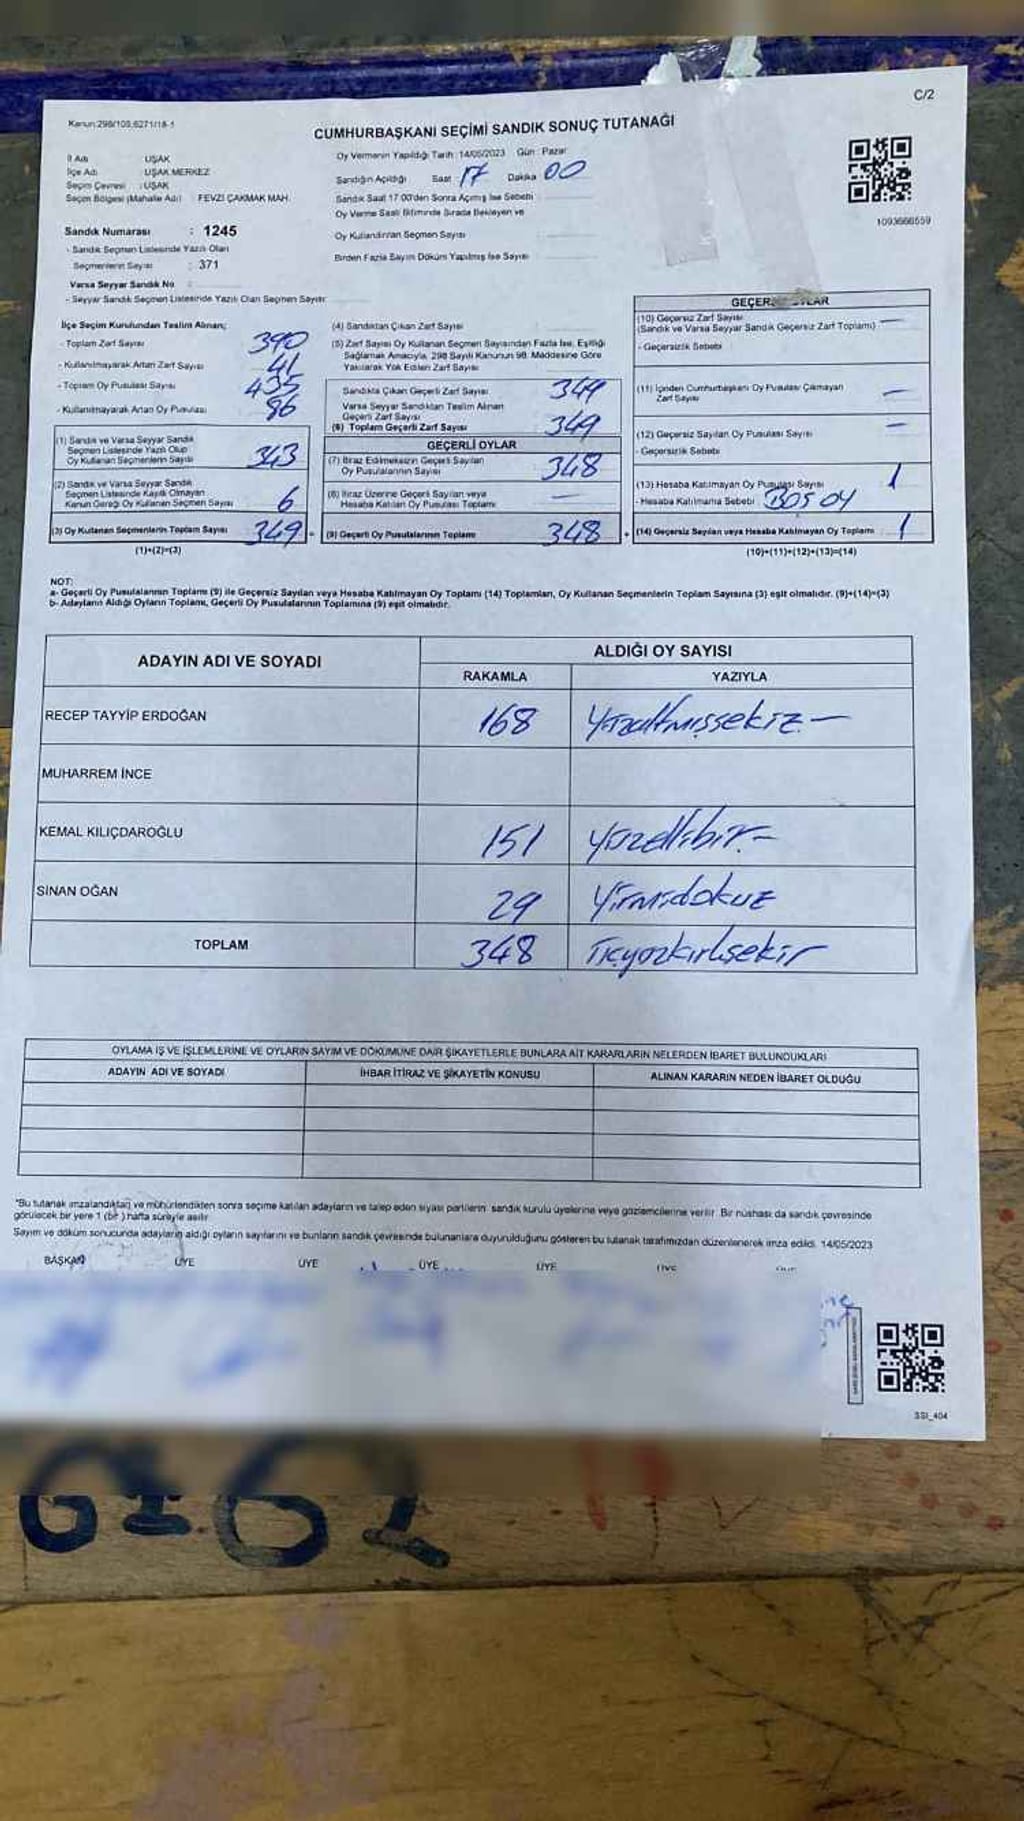 C/2
Kanun:298/105,6271/18-1
CUMHURBAŞKANI SEÇİMİ SANDIK SONUÇ TUTANAĞI
İl Adı : UŞAK
İlçe Adı : UŞAK MERKEZ
Seçim Çevresi : UŞAK
Seçim Bölgesi (Mahalle Adı) : FEVZİ ÇAKMAK MAH.
Oy Vermenin Yapıldığı Tarih :14/05/2023 Gün : Pazar
Sandığın Açıldığı Saat 17 Dakika 00
Sandık Saat 17:00'den Sonra Açılmış İse Sebebi
Oy Verme Saati Bitiminde Sırada Bekleyen ve
Oy Kullandırılan Seçmen Sayısı
Birden Fazla Sayım Dökümü Yapılmış İse Sayısı
1093666559
Sandık Numarası : 1245
- Sandık Seçmen Listesinde Yazılı Olan
Seçmenlerin Sayısı : 371
Varsa Seyyar Sandık No
- Seyyar Sandık Seçmen Listesinde Yazılı Olan Seçmen Sayısı:
İlçe Seçim Kurulundan Teslim Alınan;
- Toplam Zarf Sayısı 390
- Kullanılmayarak Artan Zarf Sayısı 41
- Toplam Oy Pusulası Sayısı 435
- Kullanılmayarak Artan Oy Pusulası 86
(1) Sandık ve Varsa Seyyar Sandık
Seçmen Listesinde Yazılı Olup
Oy Kullanan Seçmenlerin Sayısı 343
(2) Sandık ve Varsa Seyyar Sandık
Seçmen Listesinde Kayıtlı Olmayan
Kanun Gereği Oy Kullanan Seçmen Sayısı 6
(3) Oy Kullanan Seçmenlerin Toplam Sayısı 349
(1)+(2)=(3)
(4) Sandıktan Çıkan Zarf Sayısı
(5) Zarf Sayısı Oy Kullanan Seçmen Sayısından Fazla İse, Eşitliği
Sağlamak Amacıyla, 298 Sayılı Kanunun 98. Maddesine Göre
Yakılarak Yok Edilen Zarf Sayısı
Sandıkta Çıkan Geçerli Zarf Sayısı 349
Varsa Seyyar Sandıktan Teslim Alınan
Geçerli Zarf Sayısı
(6) Toplam Geçerli Zarf Sayısı 349
GEÇERLİ OYLAR
(7) İtiraz Edilmeksizin Geçerli Sayılan
Oy Pusulalarının Sayısı 348
(8) İtiraz Üzerine Geçerli Sayılan veya
Hesaba Katılan Oy Pusulası Toplamı —
(9) Geçerli Oy Pusulalarının Toplamı 348
(10) Geçersiz Zarf Sayısı
(Sandık ve Varsa Seyyar Sandık Geçersiz Zarf Toplamı) —
- Geçersizlik Sebebi
(11) İçinden Cumhurbaşkanı Oy Pusulası Çıkmayan
Zarf Sayısı —
(12) Geçersiz Sayılan Oy Pusulası Sayısı —
- Geçersizlik Sebebi
(13) Hesaba Katılmayan Oy Pusulası Sayısı 1
- Hesaba Katılmama Sebebi BOŞ OY
(14) Geçersiz Sayılan veya Hesaba Katılmayan Oy Toplamı 1
(10)+(11)+(12)+(13)=(14)
NOT:
a- Geçerli Oy Pusulalarının Toplamı (9) ile Geçersiz Sayılan veya Hesaba Katılmayan Oy Toplamı (14) Toplamları, Oy Kullanan Seçmenlerin Toplam Sayısına (3) eşit olmalıdır. (9)+(14)=(3)
b- Adayların Aldığı Oyların Toplamı, Geçerli Oy Pusulalarının Toplamına (9) eşit olmalıdır.
ADAYIN ADI VE SOYADI
ALDIĞI OY SAYISI
RAKAMLA YAZIYLA
RECEP TAYYİP ERDOĞAN 168 Yüzaltmışsekiz —
MUHARREM İNCE
KEMAL KILIÇDAROĞLU 151 Yüzellibir. —
SİNAN OĞAN 29 Yirmidokuz
TOPLAM 348
OYLAMA İŞ VE İŞLEMLERİNE VE OYLARIN SAYIM VE DÖKÜMÜNE DAİR ŞİKAYETLERLE BUNLARA AİT KARARLARIN NELERDEN İBARET BULUNDUKLARI
ADAYIN ADI VE SOYADI İHBAR İTİRAZ VE ŞİKAYETİN KONUSU ALINAN KARARIN NEDEN İBARET OLDUĞU
"Bu tutanak imzalandıktan ve mühürlendikten sonra seçime katılan adayların ve talep eden siyasi partilerin sandık kurulu üyelerine veya gözlemcilerine verilir. Bir nüshası da sandık çevresinde
görülecek bir yere 1 (bir) hafta süreyle asılır.
Sayım ve döküm sonucunda adayların aldığı oyların sayılarını ve bunların sandık çevresinde bulunanlara duyurulduğunu gösteren bu tutanak tarafımızdan düzenlenerek imza edildi. 14/05/2023
BAŞKAN ÜYE ÜYE ÜYE ÜYE
SSI_404